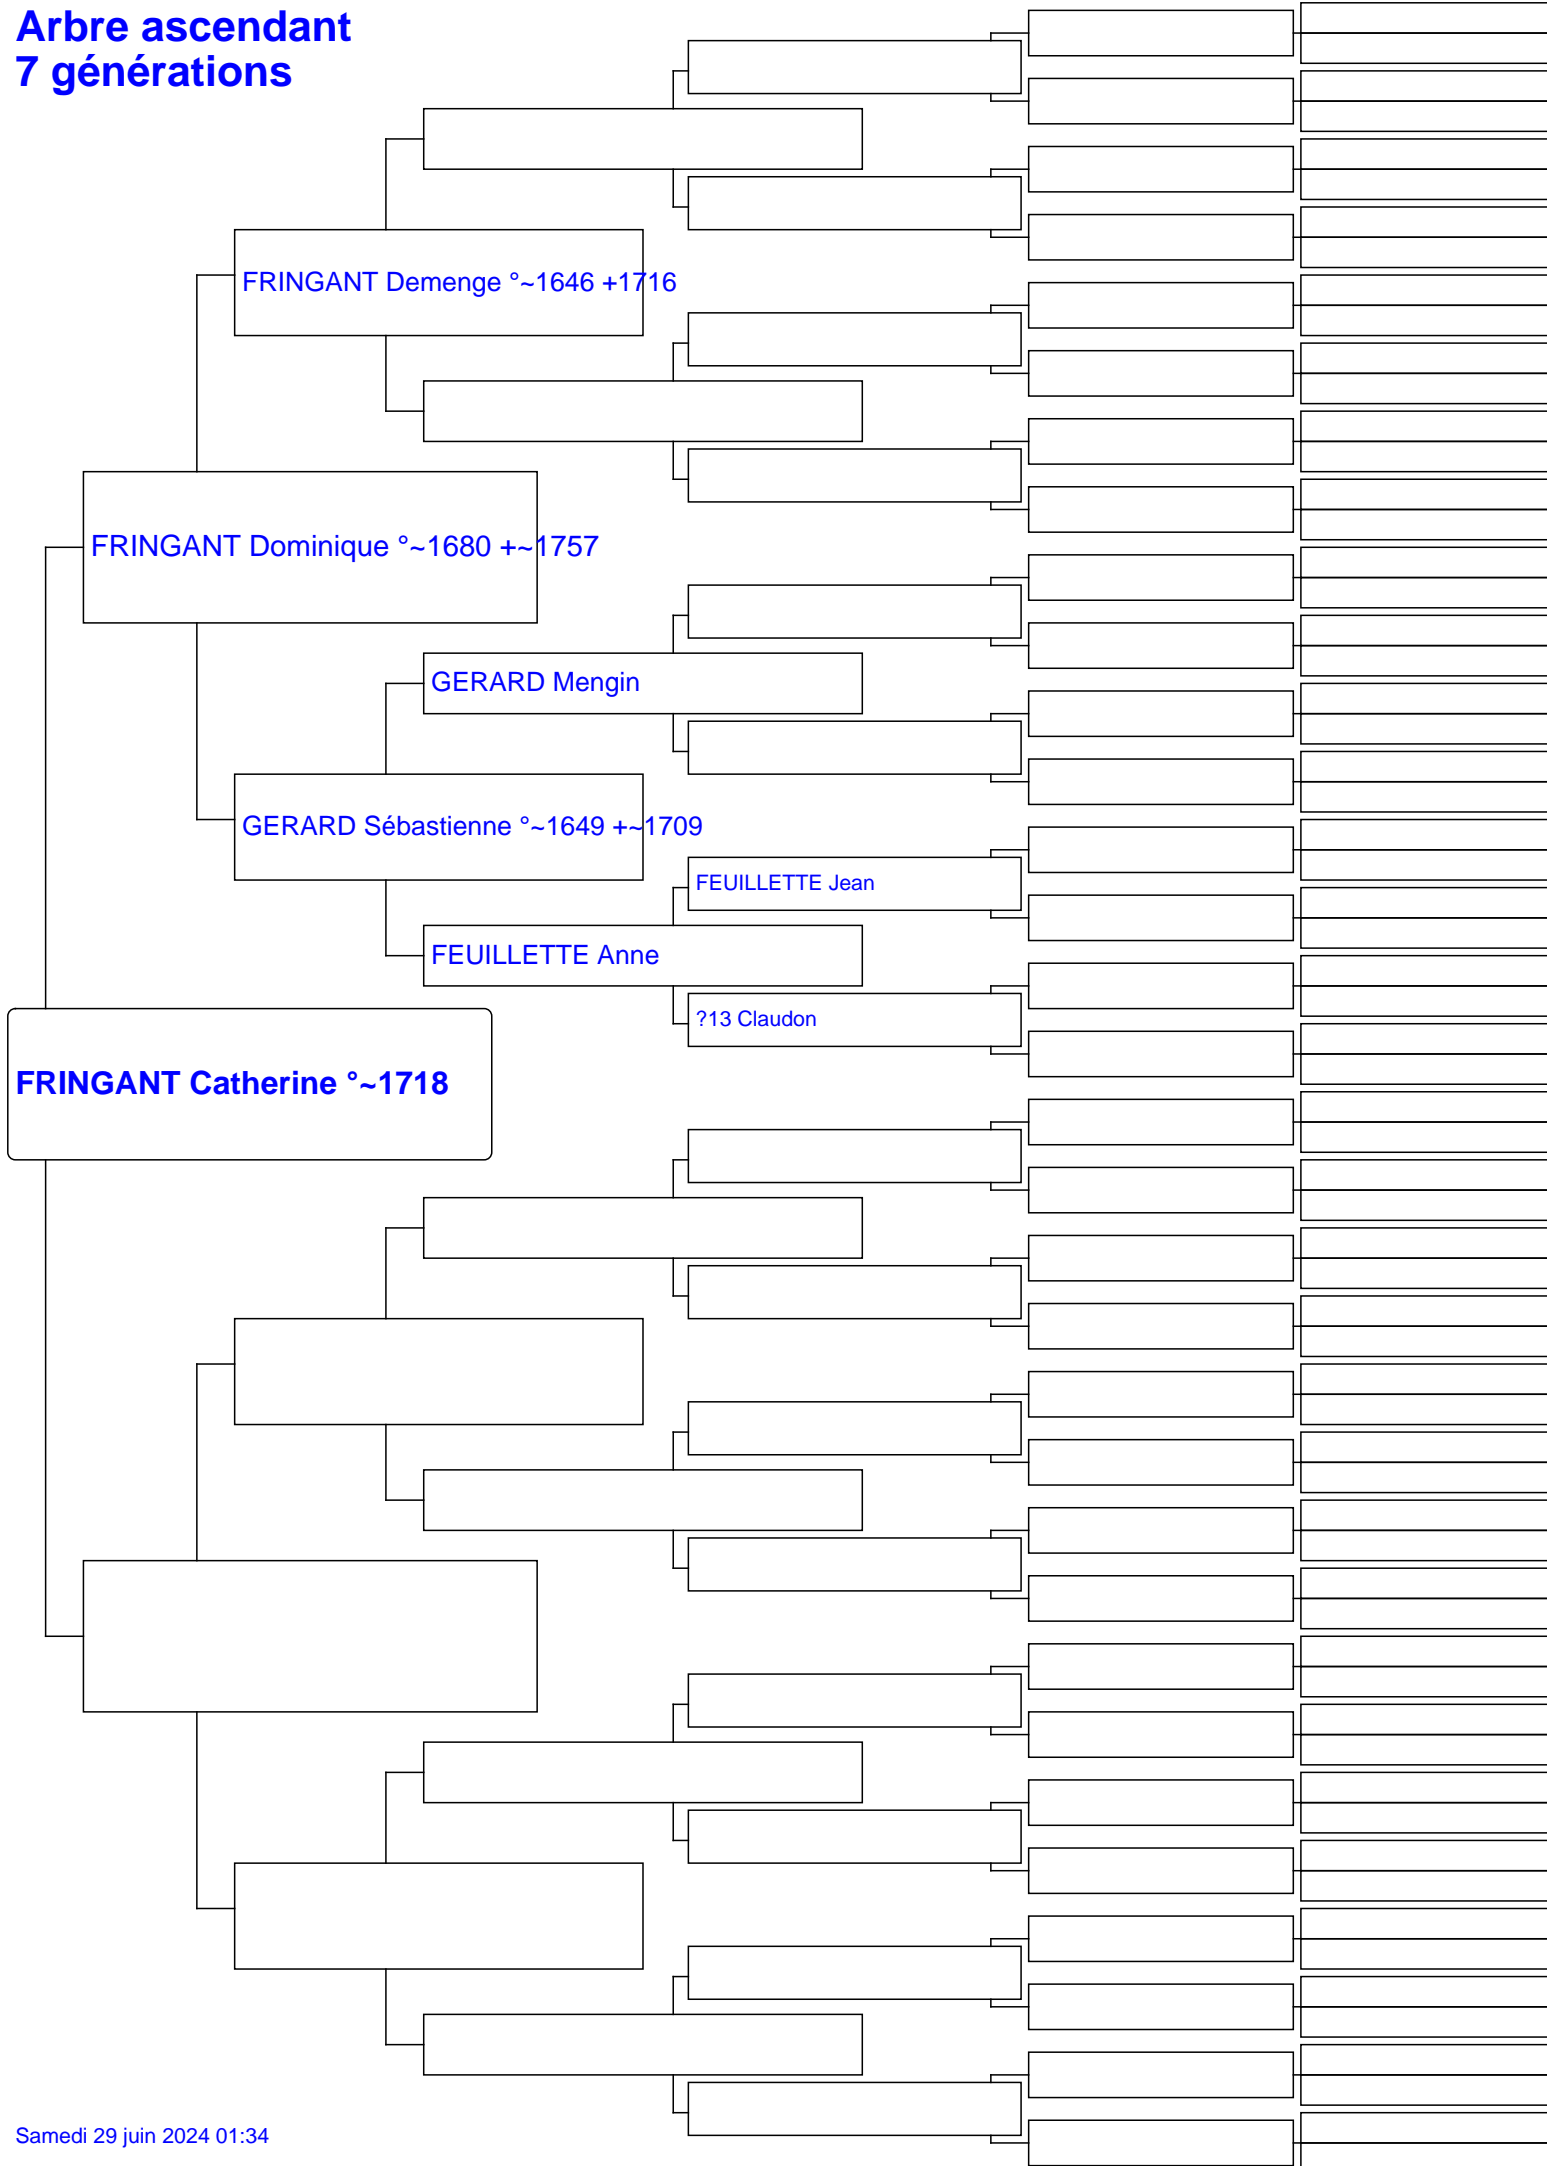 Arbre ascendant
7 générations
FRINGANT Demenge °~1646 +1716
FRINGANT Dominique °~1680 +~1757
GERARD Mengin
GERARD Sébastienne °~1649 +~1709
FEUILLETTE Jean
FEUILLETTE Anne
?13 Claudon
FRINGANT Catherine °~1718
Samedi 29 juin 2024 01:34